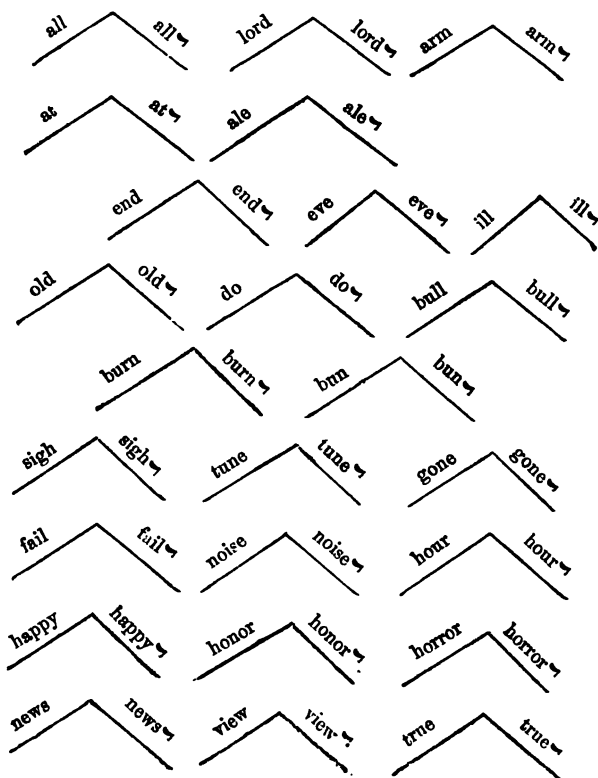 all all lord lord arm arm
at at ale ale
end end eve eve ill ill
old old do do bull bull
burn burn bun bun
sigh sigh tune tune gone gone
fail fail noise noise hour hour
happy happy honor honor horror horror
news news view view true true